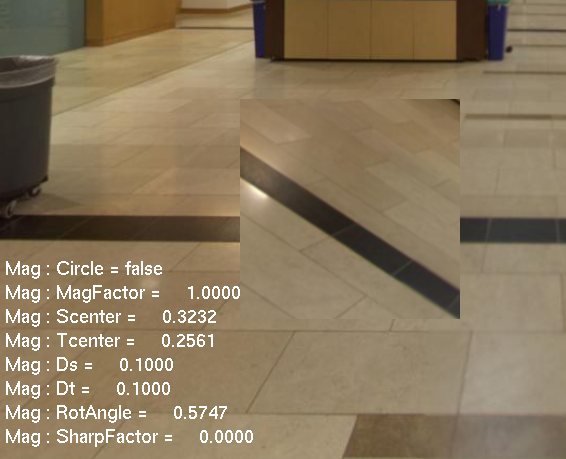 Mag : Circle = false
Mag : MagFactor = 1.0000
Mag : Scenter = 0.3232
Mag : Tcenter = 0.2561
Mag : Ds = 0.1000
Mag : Dt = 0.1000
Mag : RotAngle = 0.5747
Mag : SharpFactor = 0.0000